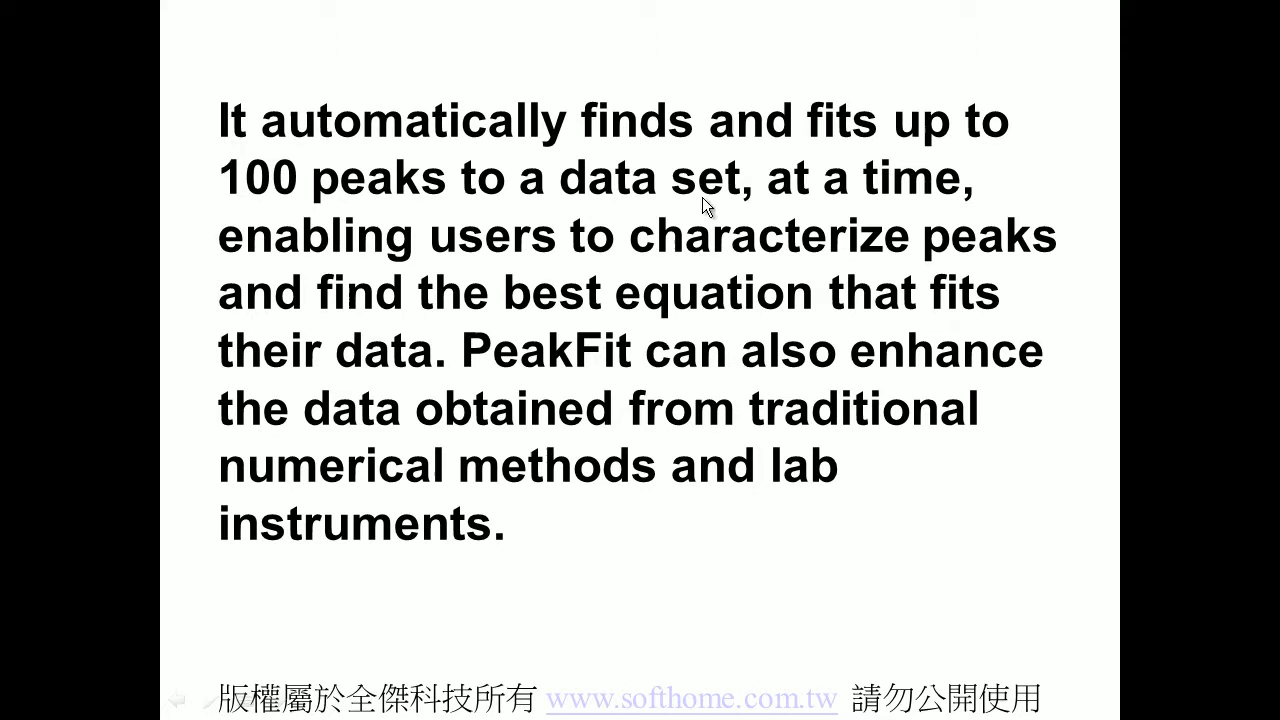 It automatically finds and fits up to
100 peaks to a data set, at a time,
enabling users to characterize peaks
and find the best equation that fits
their data. PeakFit can also enhance
the data obtained from traditional
numerical methods and lab
instruments.
版權屬於全傑科技所有 www.softhome.com.tw 請勿公開使用